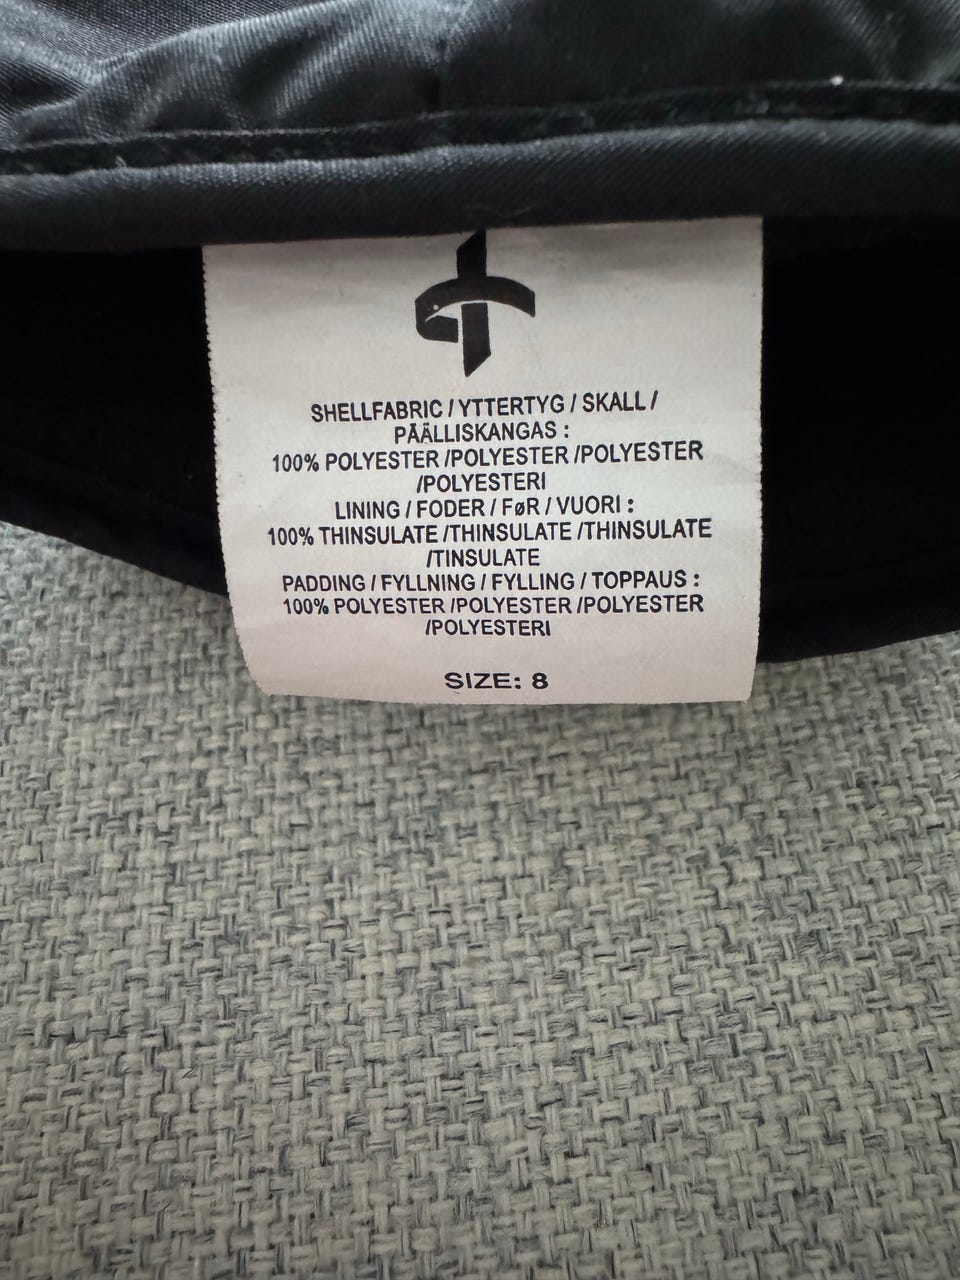 SHELLFABRIC / YTTERTYG / SKALL /
PÄÄLLISKANGAS :
100% POLYESTER /POLYESTER /POLYESTER
/POLYESTERI
LINING / FODER / FøR / VUORI :
100% THINSULATE /THINSULATE /THINSULATE
/TINSULATE
PADDING / FYLLNING / FYLLING / TOPPAUS :
100% POLYESTER /POLYESTER /POLYESTER
/POLYESTERI
SIZE: 8